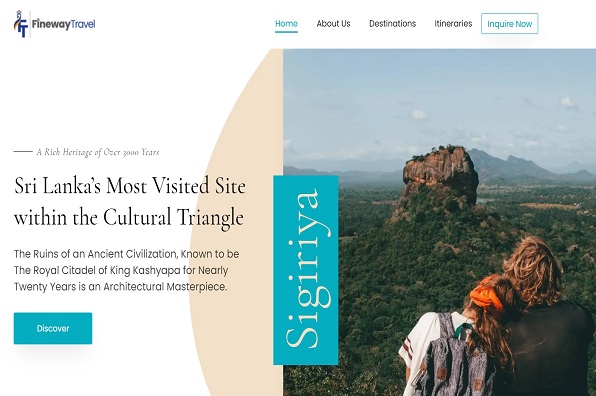 FinewayTravel
Home
About Us
Destinations
Itineraries
Inquire Now
A Rich Heritage of Over 3000 Years
Sri Lanka's Most Visited Site
within the Cultural Triangle
The Ruins of an Ancient Civilization, Known to be
The Royal Citadel of King Kashyapa for Nearly
Twenty Years is an Architectural Masterpiece.
Discover
Sigiriya